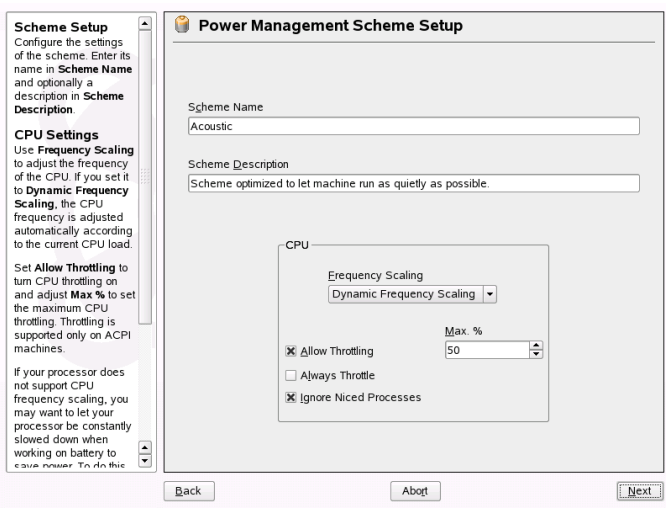 Scheme Setup
Configure the settings
of the scheme. Enter its
name in Scheme Name
and optionally a
description in Scheme
Description.
CPU Settings
Use Frequency Scaling
to adjust the frequency
of the CPU. If you set it
to Dynamic Frequency
Scaling, the CPU
frequency is adjusted
automatically according
to the current CPU load.
Set Allow Throttling to
turn CPU throttling on
and adjust Max % to set
the maximum CPU
throttling. Throttling is
supported only on ACPI
machines.
If your processor does
not support CPU
frequency scaling, you
may want to let your
processor be constantly
slowed down when
working on battery to
save power. To do this
Power Management Scheme Setup
Scheme Name
Acoustic
Scheme Description
Scheme optimized to let machine run as quietly as possible.
CPU
Frequency Scaling
Dynamic Frequency Scaling
Max. %
Allow Throttling
50
Always Throttle
Ignore Niced Processes
Back
Abort
Next